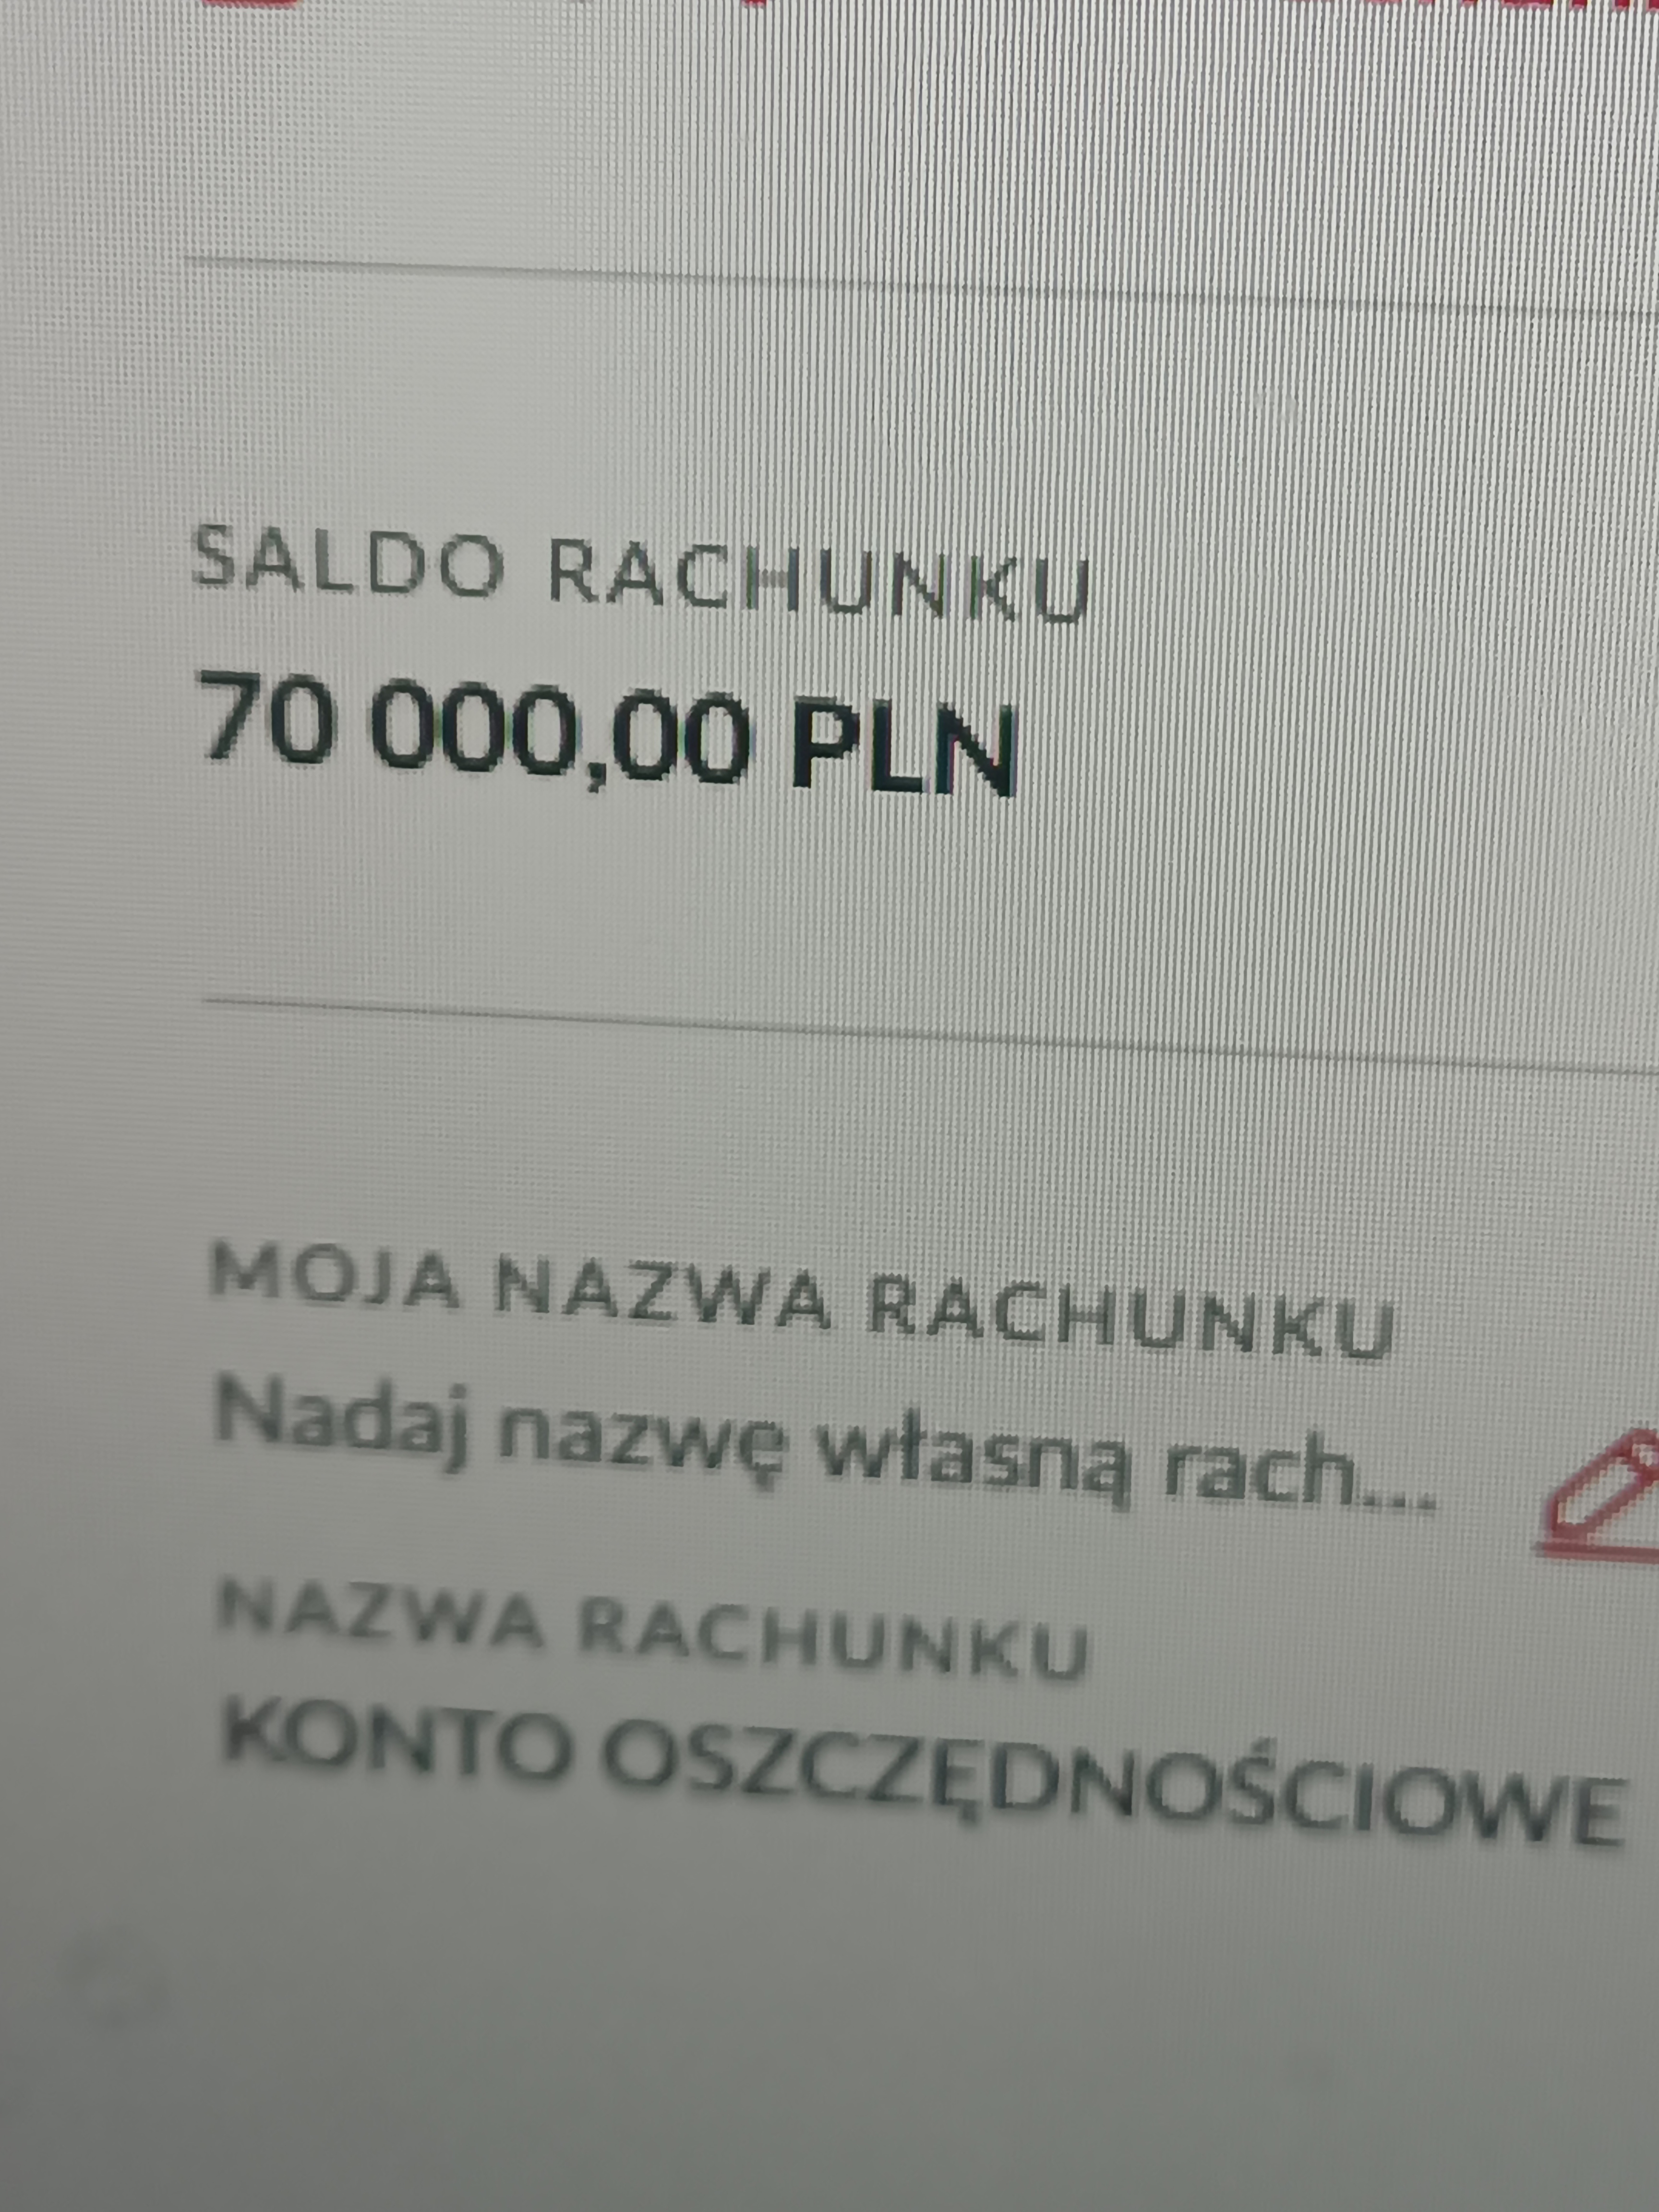 SALDO RACHUNKU
70 000,00 PLN
MOJA NAZWA RACHUNKU
Nadaj nazwę własną rach...
NAZWA RACHUNKU
KONTO OSZCZĘDNOŚCIOWE